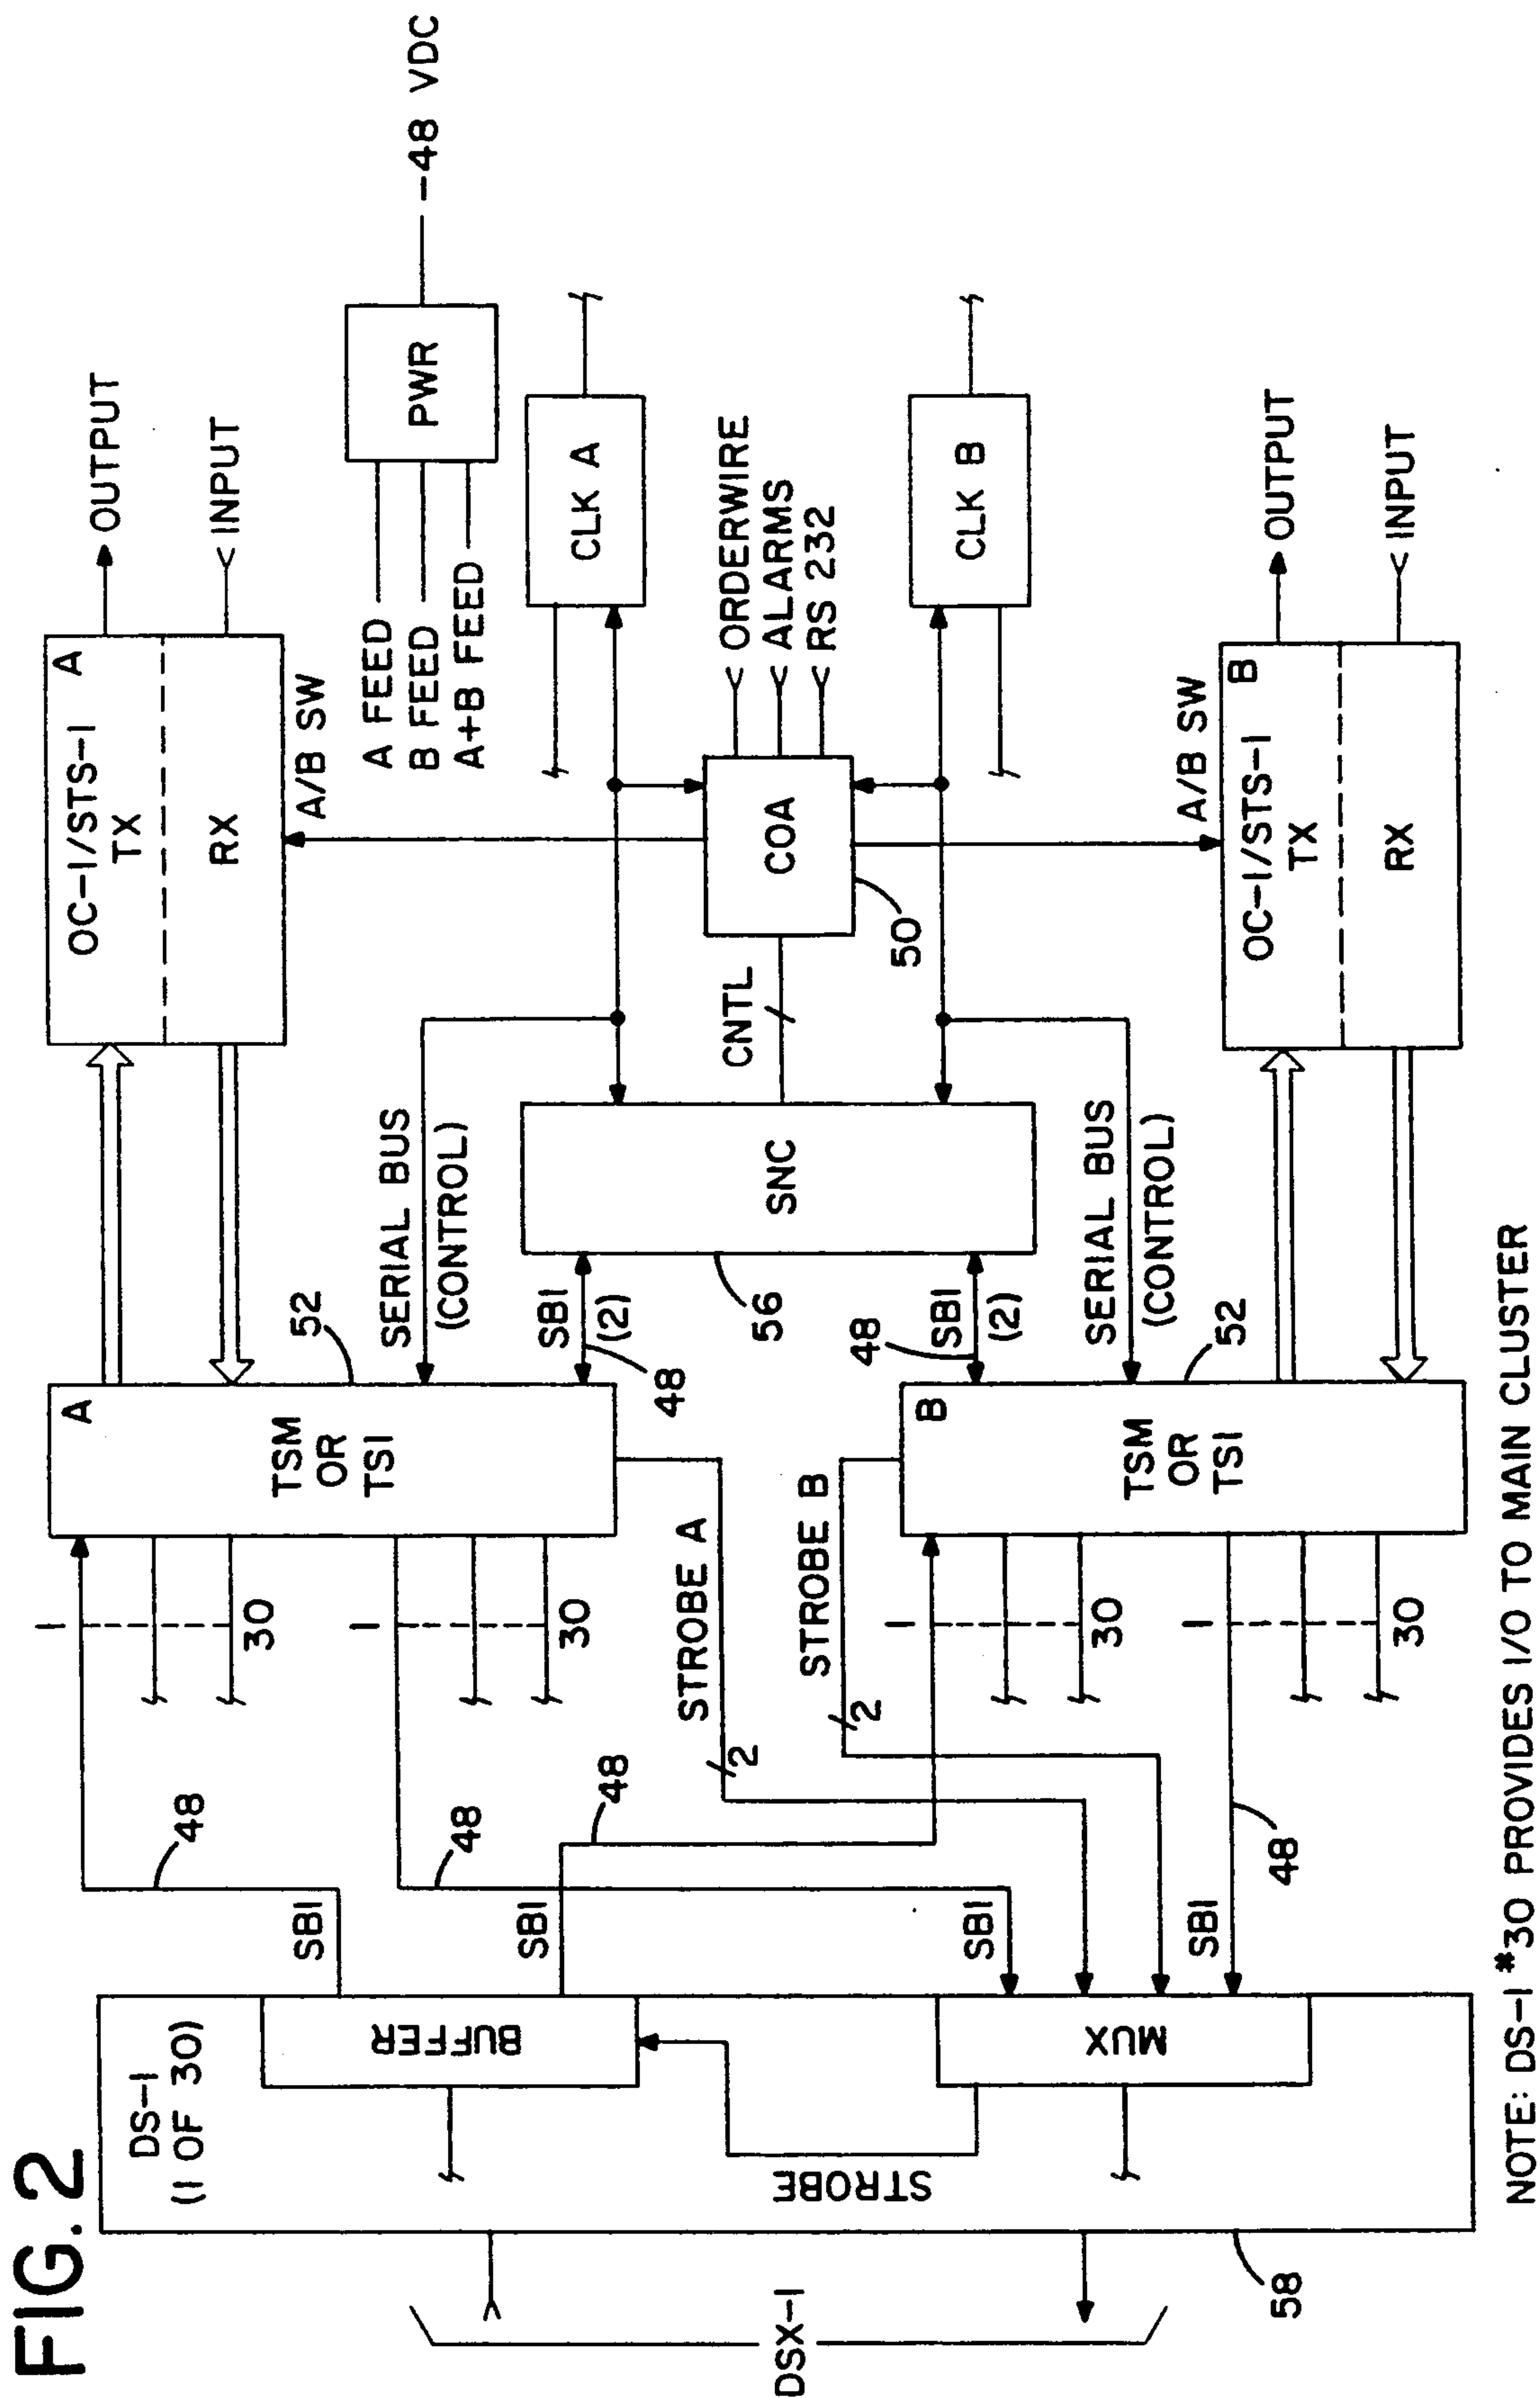 FIG. 2
DS-1
(1 OF 30)
BUFFER
MUX
STROBE
DSX-1
58
SBI
SBI
SBI
SBI
48
48
48
48
1
30
1
30
STROBE A
2
STROBE B
2
1
30
1
30
A
TSM
OR
TSI
52
B
TSM
OR
TSI
52
SERIAL BUS
(CONTROL)
SBI
(2)
48
SBI
(2)
48
SERIAL BUS
(CONTROL)
SNC
56
CNTL
COA
50
OC-1/STS-1
A
TX
RX
A/B SW
OUTPUT
INPUT
A FEED
B FEED
A+B FEED
PWR
-48 VDC
CLK A
ORDERWIRE
ALARMS
RS 232
CLK B
A/B SW
OC-1/STS-1
B
TX
RX
OUTPUT
INPUT
NOTE: DS-1 #30 PROVIDES I/O TO MAIN CLUSTER